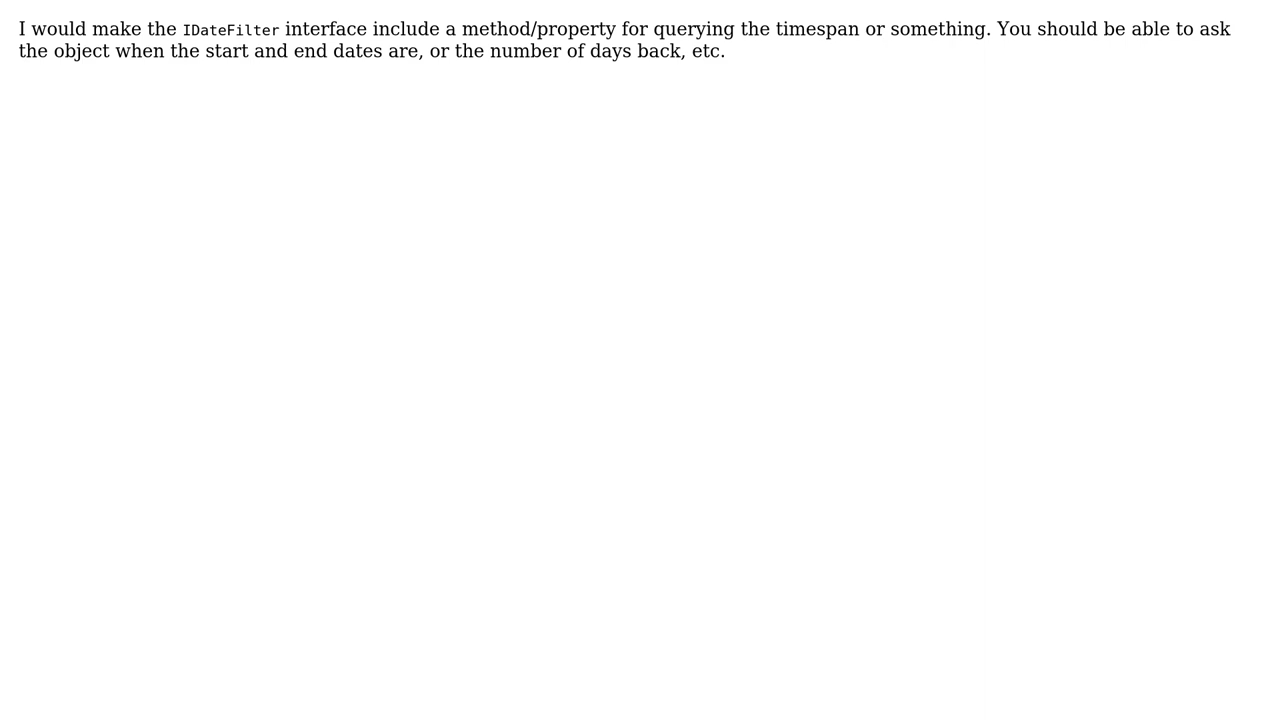 I would make the IDateFilter interface include a method/property for querying the timespan or something. You should be able to ask
the object when the start and end dates are, or the number of days back, etc.